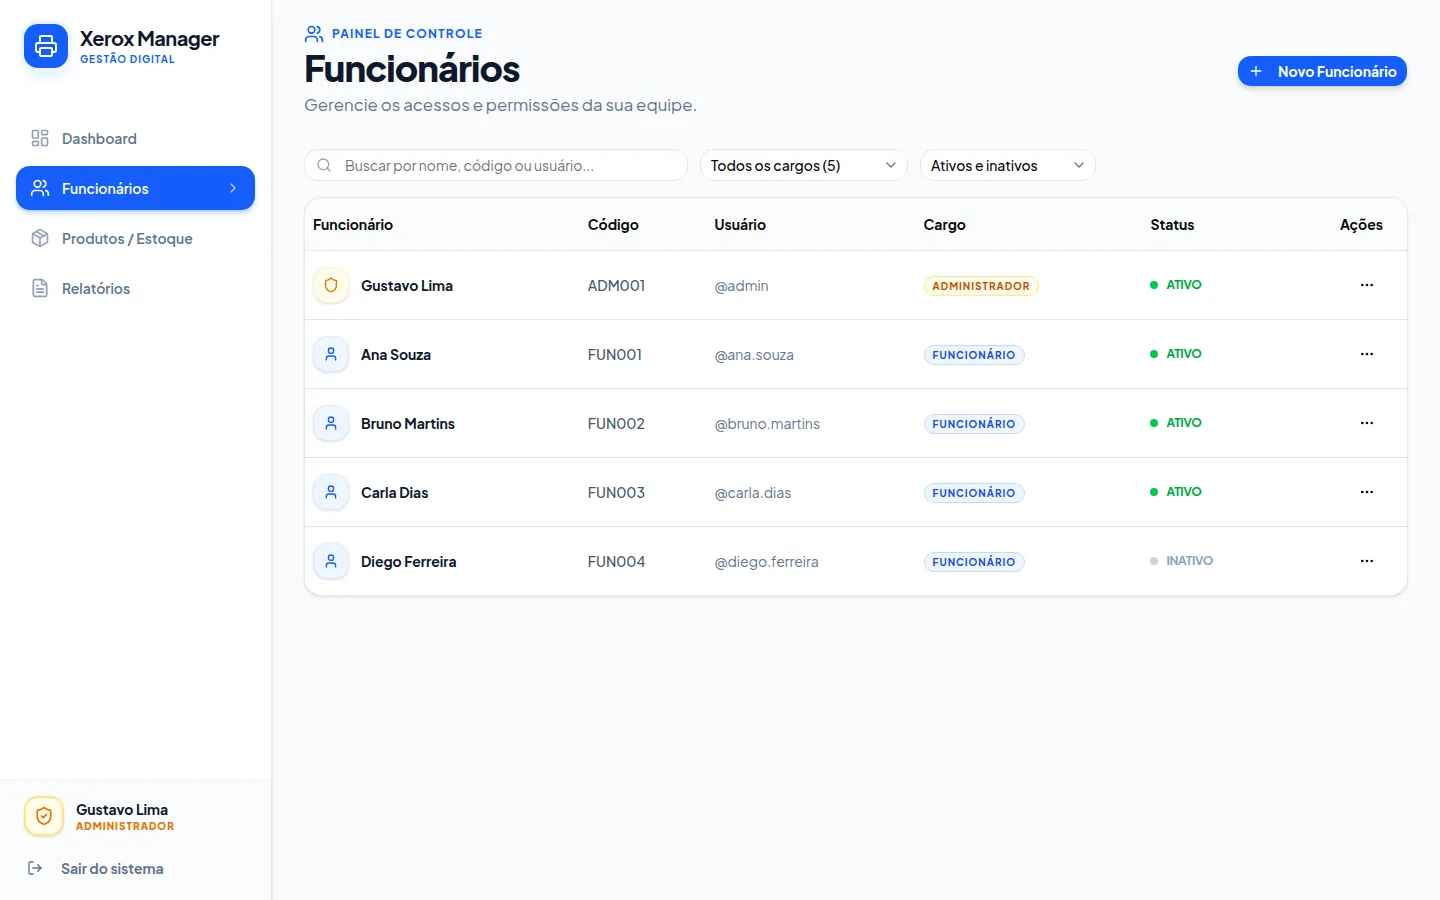 Xerox Manager
GESTÃO DIGITAL
Dashboard
Funcionários
Produtos / Estoque
Relatórios
Gustavo Lima
ADMINISTRADOR
Sair do sistema
PAINEL DE CONTROLE
Funcionários
Gerencie os acessos e permissões da sua equipe.
Novo Funcionário
Buscar por nome, código ou usuário...
Todos os cargos (5)
Ativos e inativos
Funcionário Código Usuário Cargo Status Ações
Gustavo Lima ADM001 @admin ADMINISTRADOR ATIVO
Ana Souza FUN001 @ana.souza FUNCIONÁRIO ATIVO
Bruno Martins FUN002 @bruno.martins FUNCIONÁRIO ATIVO
Carla Dias FUN003 @carla.dias FUNCIONÁRIO ATIVO
Diego Ferreira FUN004 @diego.ferreira FUNCIONÁRIO INATIVO